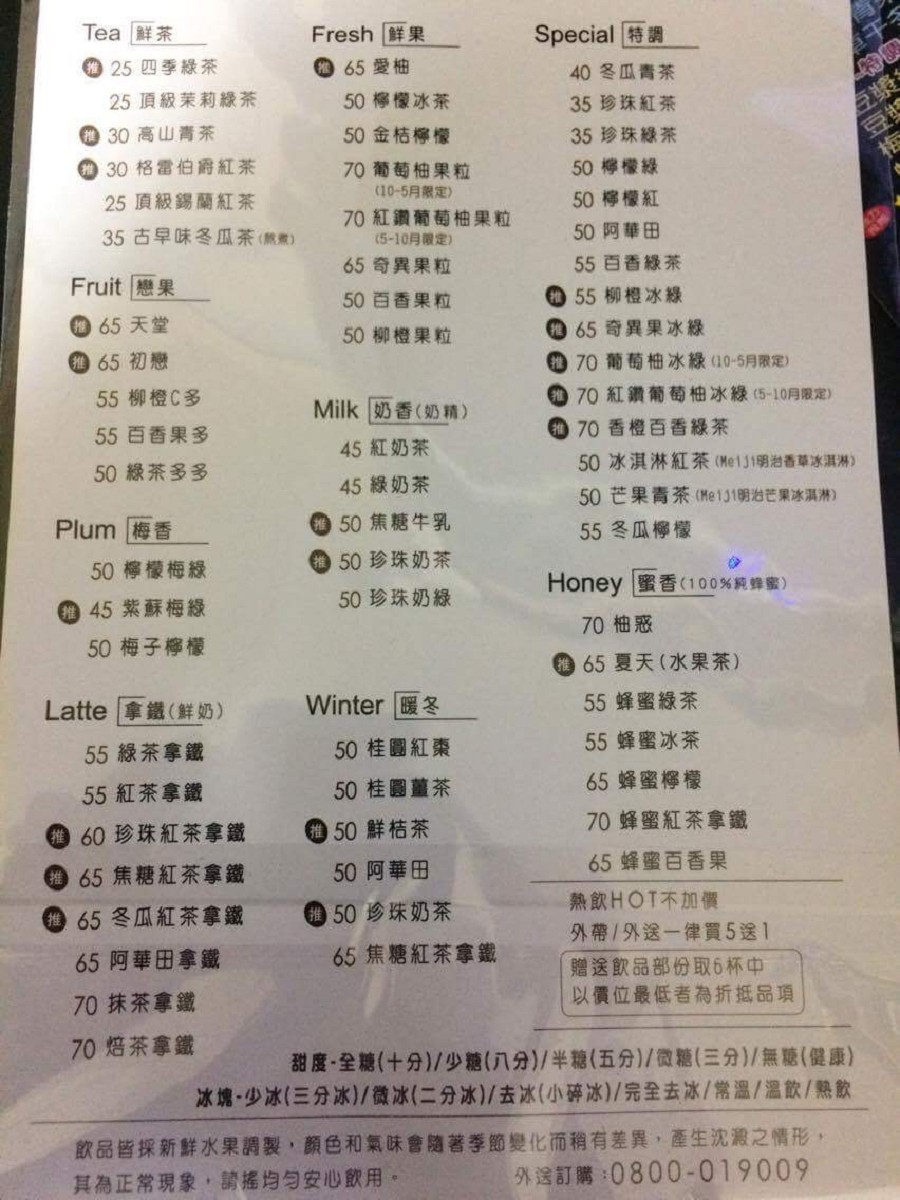 Tea 鮮茶
推 25 四季綠茶
25 頂級茉莉綠茶
推 30 高山青茶
推 30 格雷伯爵紅茶
25 頂級錫蘭紅茶
35 古早味冬瓜茶(熬煮)
Fruit 戀果
推 65 天堂
推 65 初戀
55 柳橙C多
55 百香果多
50 綠茶多多
Plum 梅香
50 檸檬梅綠
推 45 紫蘇梅綠
50 梅子檸檬
Latte 拿鐵(鮮奶)
55 綠茶拿鐵
55 紅茶拿鐵
推 60 珍珠紅茶拿鐵
推 65 焦糖紅茶拿鐵
推 65 冬瓜紅茶拿鐵
65 阿華田拿鐵
70 抹茶拿鐵
70 焙茶拿鐵
Fresh 鮮果
推 65 愛柚
50 檸檬冰茶
50 金桔檸檬
70 葡萄柚果粒
(10-5月限定)
70 紅鑽葡萄柚果粒
(5-10月限定)
65 奇異果粒
50 百香果粒
50 柳橙果粒
Milk 奶香(奶精)
45 紅奶茶
45 綠奶茶
推 50 焦糖牛乳
推 50 珍珠奶茶
50 珍珠奶綠
Winter 暖冬
50 桂圓紅棗
50 桂圓薑茶
推 50 鮮桔茶
50 阿華田
推 50 珍珠奶茶
65 焦糖紅茶拿鐵
Special 特調
40 冬瓜青茶
35 珍珠紅茶
35 珍珠綠茶
50 檸檬綠
50 檸檬紅
50 阿華田
55 百香綠茶
推 55 柳橙冰綠
推 65 奇異果冰綠
推 70 葡萄柚冰綠(10-5月限定)
推 70 紅鑽葡萄柚冰綠(5-10月限定)
推 70 香橙百香綠茶
50 冰淇淋紅茶(Meiji明治香草冰淇淋)
50 芒果青茶(Meiji明治芒果冰淇淋)
55 冬瓜檸檬
Honey 蜜香(100%純蜂蜜)
70 柚惑
推 65 夏天(水果茶)
55 蜂蜜綠茶
55 蜂蜜冰茶
65 蜂蜜檸檬
70 蜂蜜紅茶拿鐵
65 蜂蜜百香果
熱飲HOT不加價
外帶/外送一律買5送1
贈送飲品部份取6杯中
以價位最低者為折抵品項
甜度-全糖(十分)/少糖(八分)/半糖(五分)/微糖(三分)/無糖(健康)
冰塊-少冰(三分冰)/微冰(二分冰)/去冰(小碎冰)/完全去冰/常溫/溫飲/熱飲
飲品皆採新鮮水果調製，顏色和氣味會隨著季節變化而稍有差異，產生沈澱之情形，
其為正常現象，請搖均勻安心飲用。
外送訂購:0800-019009